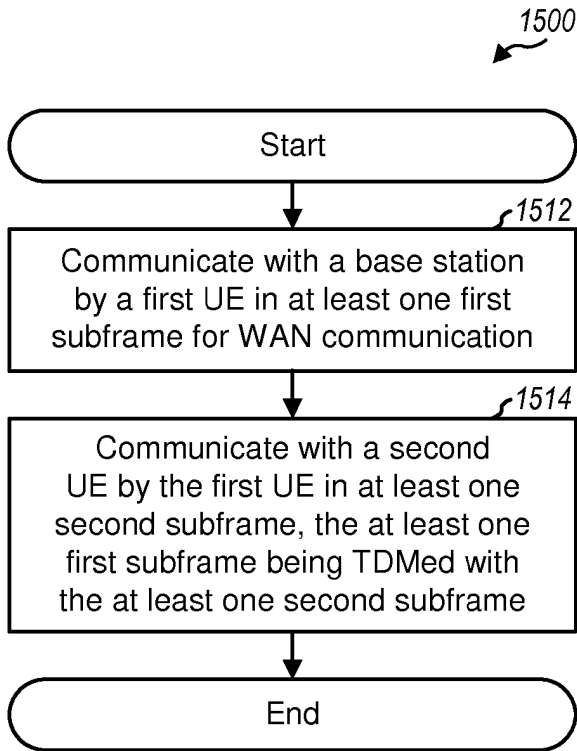 1500
Start
1512
Communicate with a base station
by a first UE in at least one first
subframe for WAN communication
1514
Communicate with a second
UE by the first UE in at least one
second subframe, the at least one
first subframe being TDMed with
the at least one second subframe
End